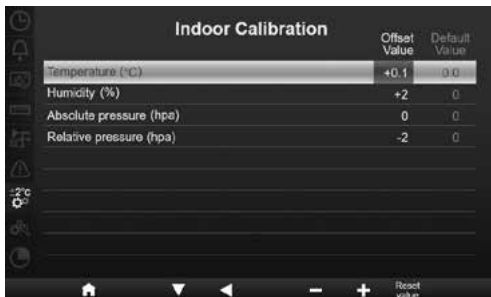 Indoor Calibration
Offset Value
Default Value
Temperature (°C) +0.1 0.0
Humidity (%) +2 0
Absolute pressure (hpa) 0 0
Relative pressure (hpa) -2 0
±2°c
− +
Reset value